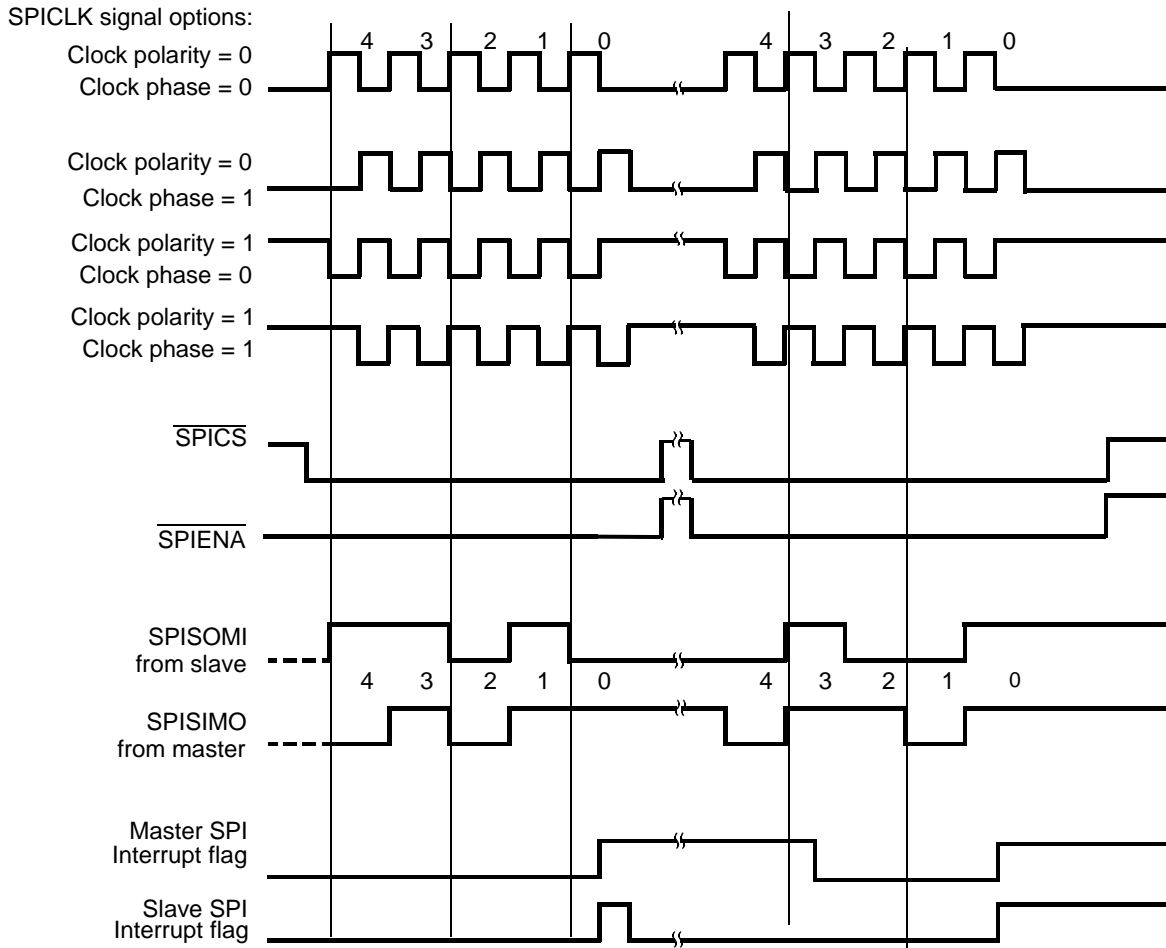 SPICLK signal options:
4 3 2 1 0 4 3 2 1 0
Clock polarity = 0
Clock phase = 0
Clock polarity = 0
Clock phase = 1
Clock polarity = 1
Clock phase = 0
Clock polarity = 1
Clock phase = 1
SPICS
SPIENA
SPISOMI
from slave
4 3 2 1 0 4 3 2 1 0
SPISIMO
from master
Master SPI
Interrupt flag
Slave SPI
Interrupt flag